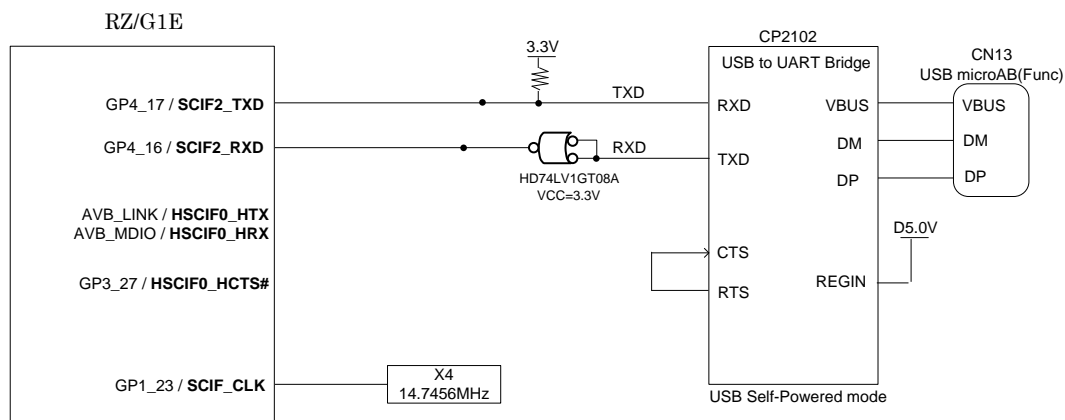 RZ/G1E
GP4_17 / SCIF2_TXD
GP4_16 / SCIF2_RXD
AVB_LINK / HSCIF0_HTX
AVB_MDIO / HSCIF0_HRX
GP3_27 / HSCIF0_HCTS#
GP1_23 / SCIF_CLK
3.3V
TXD
RXD
HD74LV1GT08A
VCC=3.3V
X4
14.7456MHz
CP2102
USB to UART Bridge
RXD
TXD
CTS
RTS
VBUS
DM
DP
REGIN
USB Self-Powered mode
D5.0V
CN13
USB microAB(Func)
VBUS
DM
DP